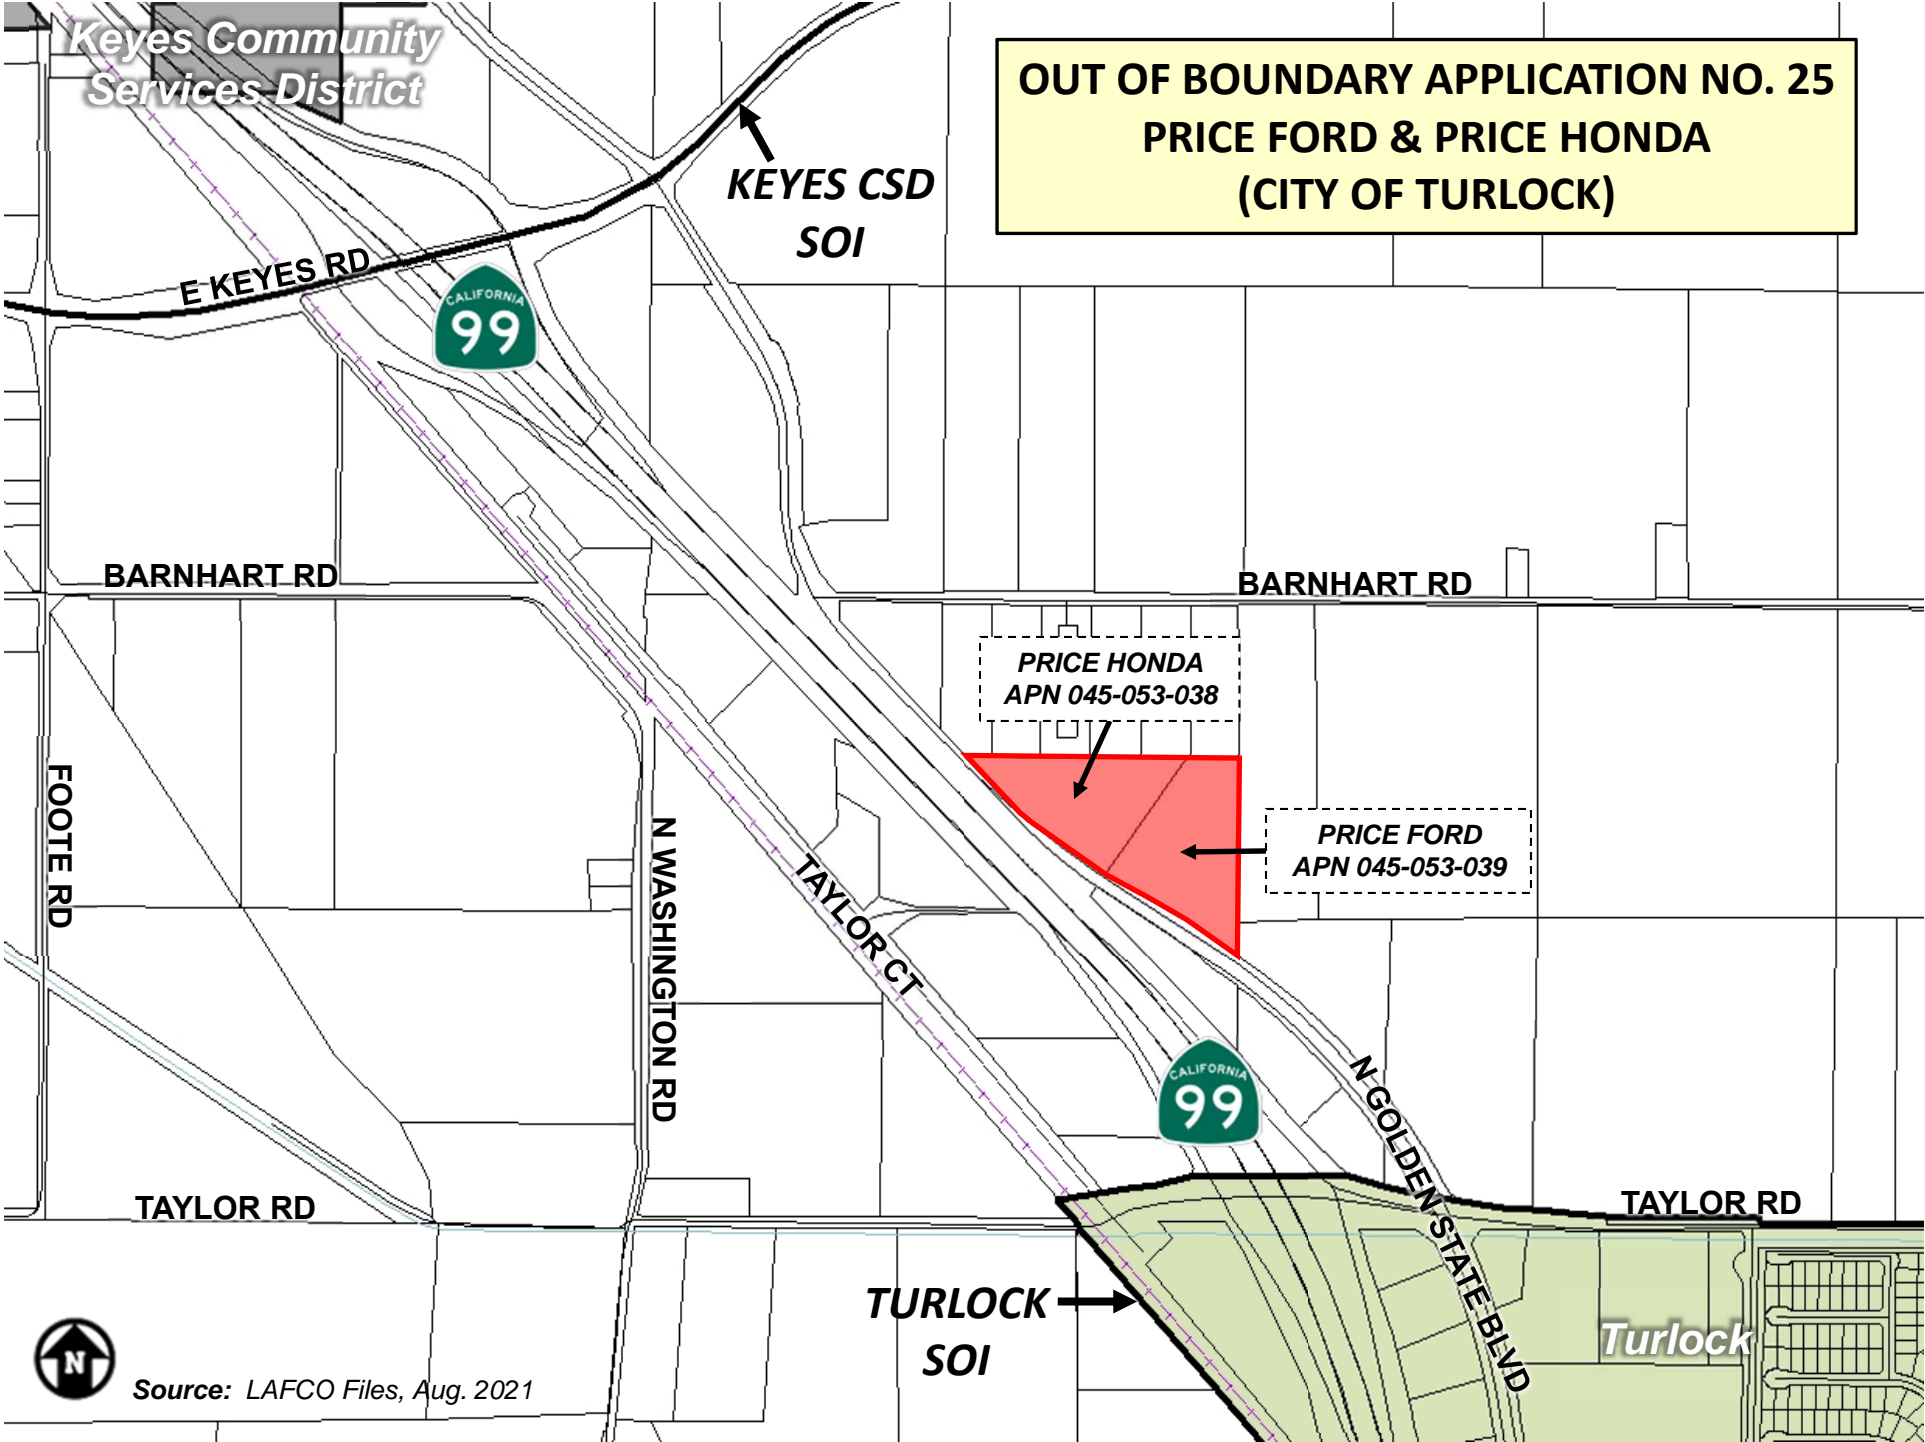 Keyes Community
Services District
OUT OF BOUNDARY APPLICATION NO. 25
PRICE FORD & PRICE HONDA
(CITY OF TURLOCK)
KEYES CSD
SOI
E KEYES RD
CALIFORNIA
99
BARNHART RD
BARNHART RD
PRICE HONDA
APN 045-053-038
PRICE FORD
APN 045-053-039
FOOTE RD
N WASHINGTON RD
TAYLOR CT
CALIFORNIA
99
N GOLDEN STATE BLVD
TAYLOR RD
TAYLOR RD
TURLOCK
SOI
Turlock
N
Source: LAFCO Files, Aug. 2021